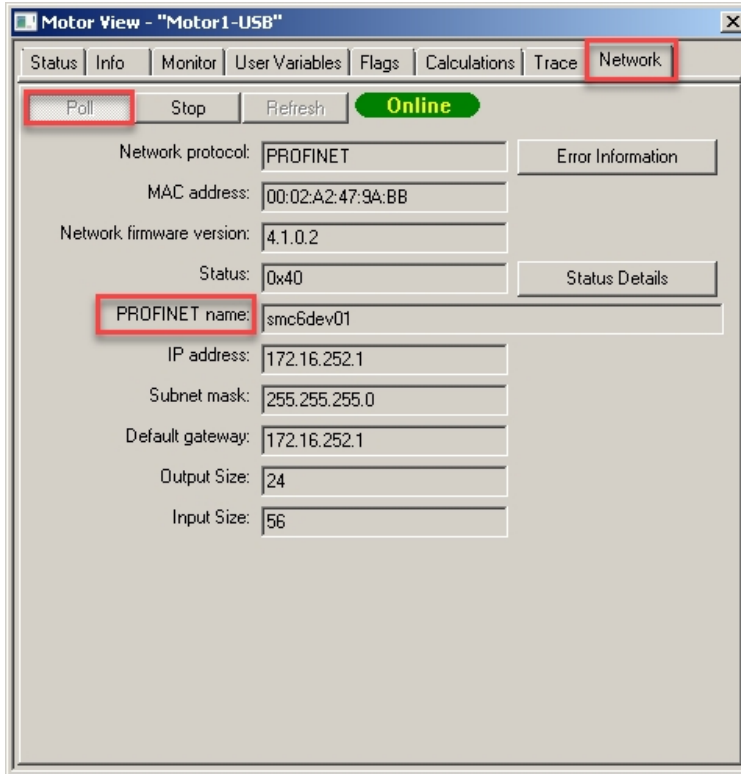 Motor View - "Motor1-USB"
Status Info Monitor User Variables Flags Calculations Trace Network
Poll Stop Refresh Online
Network protocol: PROFINET Error Information
MAC address: 00:02:A2:47:9A:BB
Network firmware version: 4.1.0.2
Status: 0x40 Status Details
PROFINET name: smc6dev01
IP address: 172.16.252.1
Subnet mask: 255.255.255.0
Default gateway: 172.16.252.1
Output Size: 24
Input Size: 56